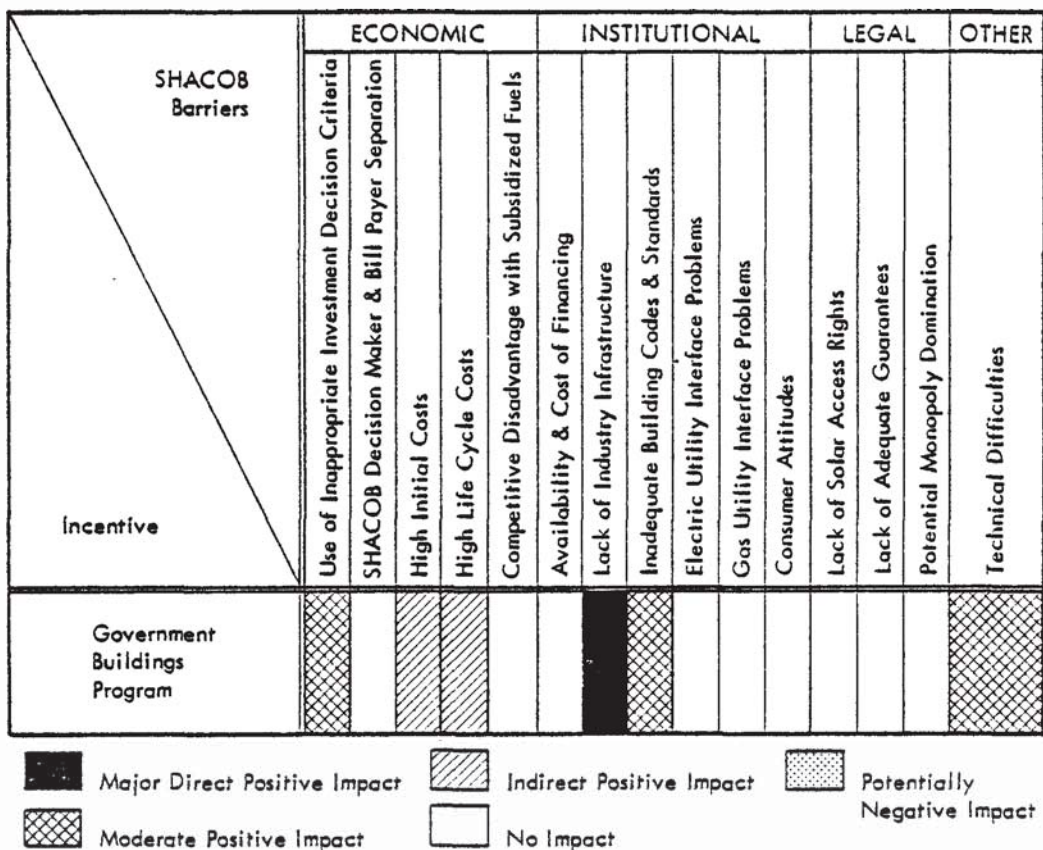 ECONOMIC INSTITUTIONAL LEGAL OTHER
SHACOB
Barriers
Incentive
Use of Inappropriate Investment Decision Criteria
SHACOB Decision Maker & Bill Payer Separation
High Initial Costs
High Life Cycle Costs
Competitive Disadvantage with Subsidized Fuels
Availability & Cost of Financing
Lack of Industry Infrastructure
Inadequate Building Codes & Standards
Electric Utility Interface Problems
Gas Utility Interface Problems
Consumer Attitudes
Lack of Solar Access Rights
Lack of Adequate Guarantees
Potential Monopoly Domination
Technical Difficulties
Government
Buildings
Program
Major Direct Positive Impact
Indirect Positive Impact
Potentially
Negative Impact
Moderate Positive Impact
No Impact